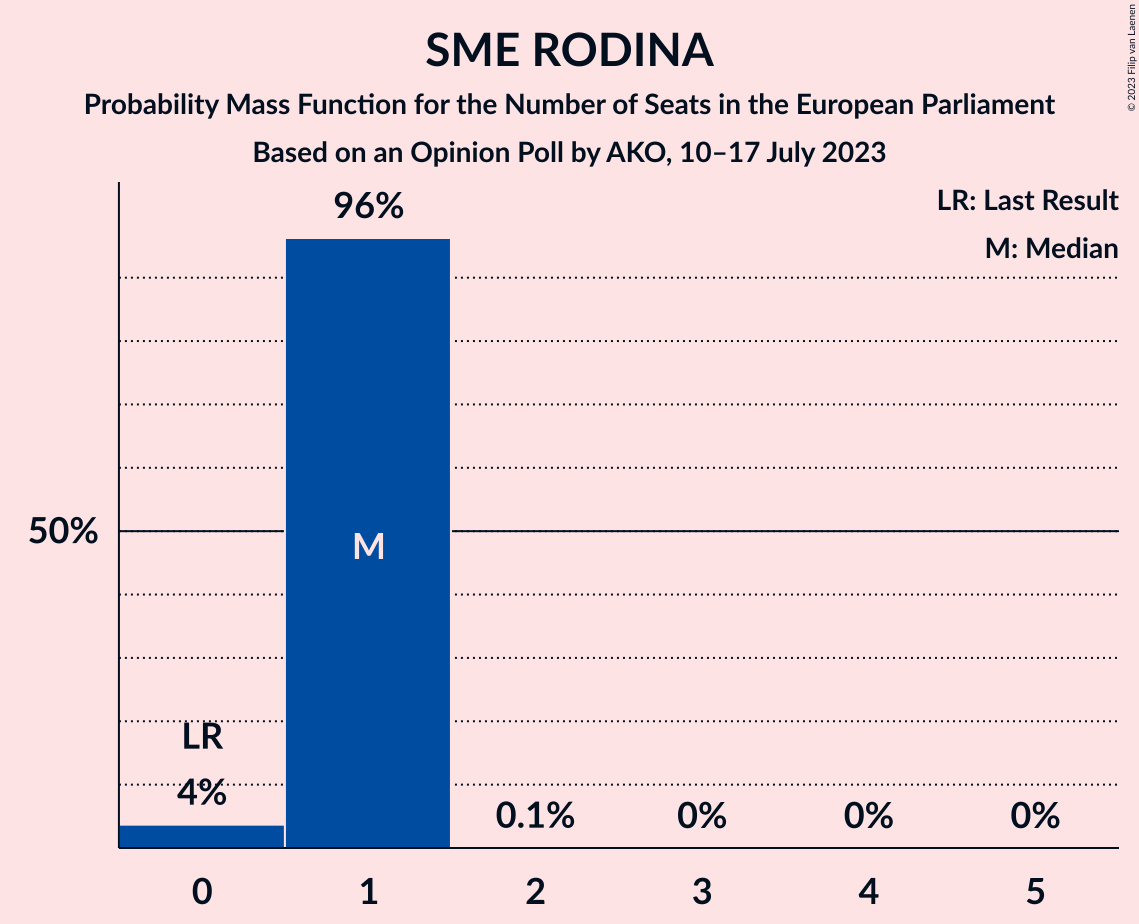 SME RODINA
Probability Mass Function for the Number of Seats in the European Parliament
Based on an Opinion Poll by AKO, 10–17 July 2023
© 2023 Filip van Laenen
LR: Last Result
M: Median
96%
50%
M
LR
4%
0.1%
0%
0%
0%
0 1 2 3 4 5